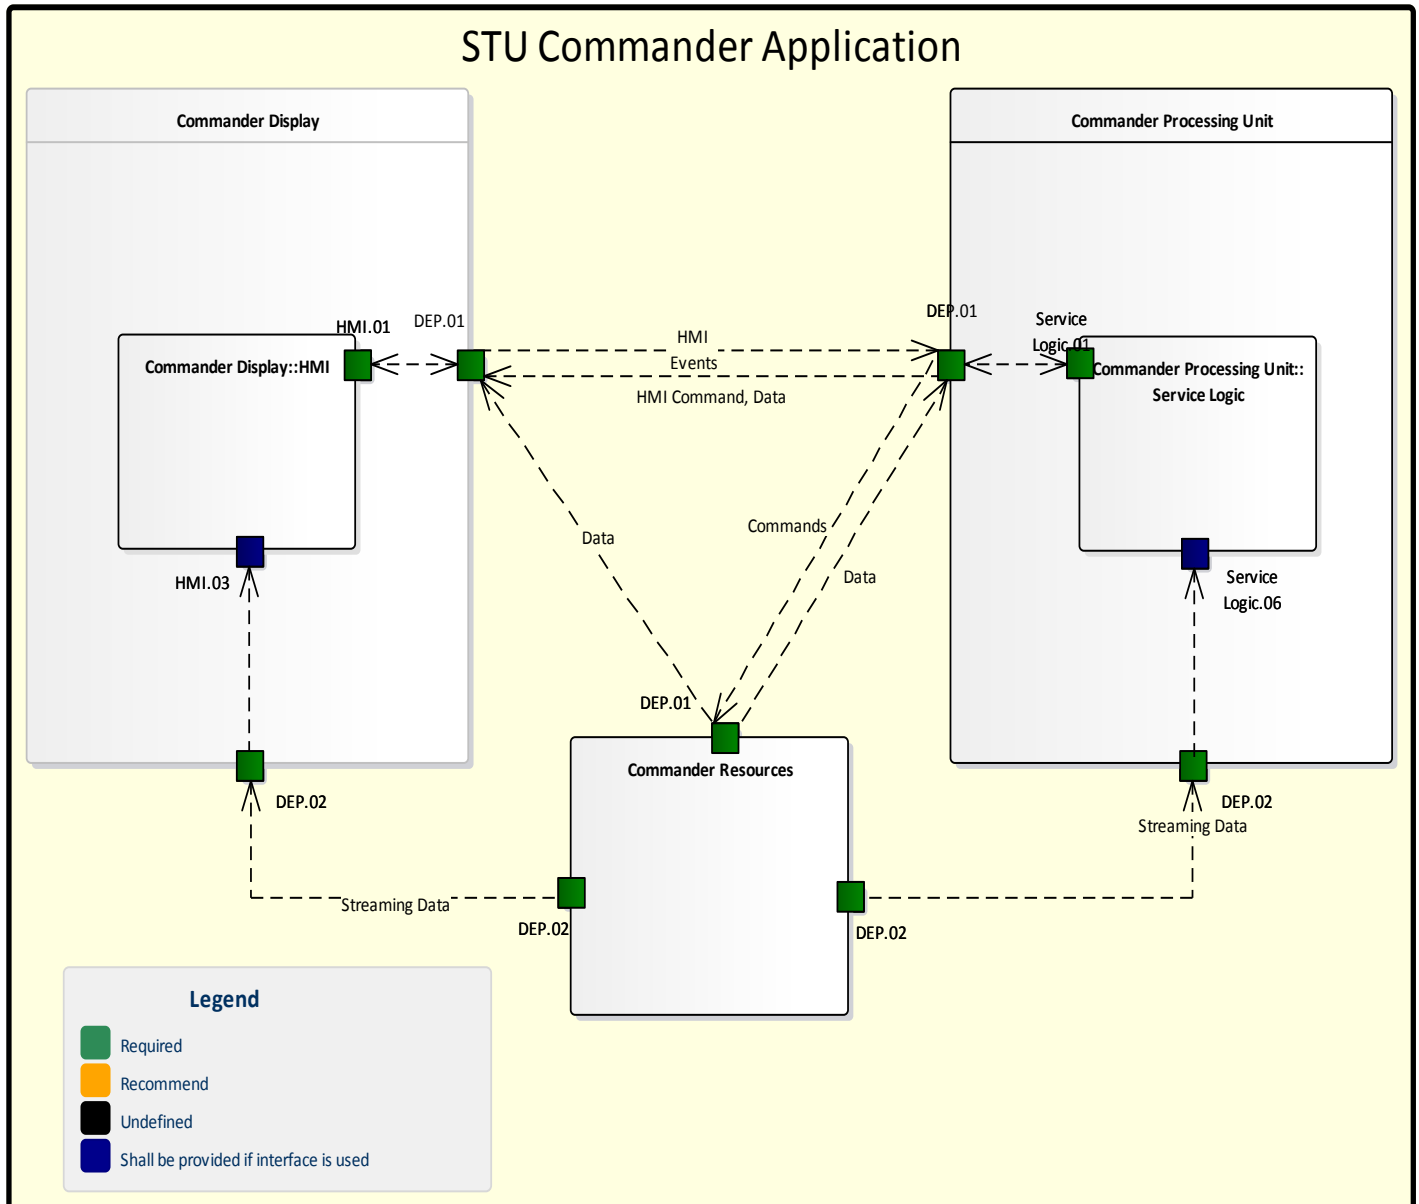 STU Commander Application
Commander Display
Commander Processing Unit
HMI.01
DEP.01
DEP.01
Service
Logic.01
HMI
Events
HMI Command, Data
Commander Display::HMI
Commander Processing Unit::
Service Logic
Commands
Data
Data
HMI.03
Service
Logic.06
DEP.01
Commander Resources
DEP.02
DEP.02
Streaming Data
Streaming Data
DEP.02
DEP.02
Legend
Required
Recommend
Undefined
Shall be provided if interface is used